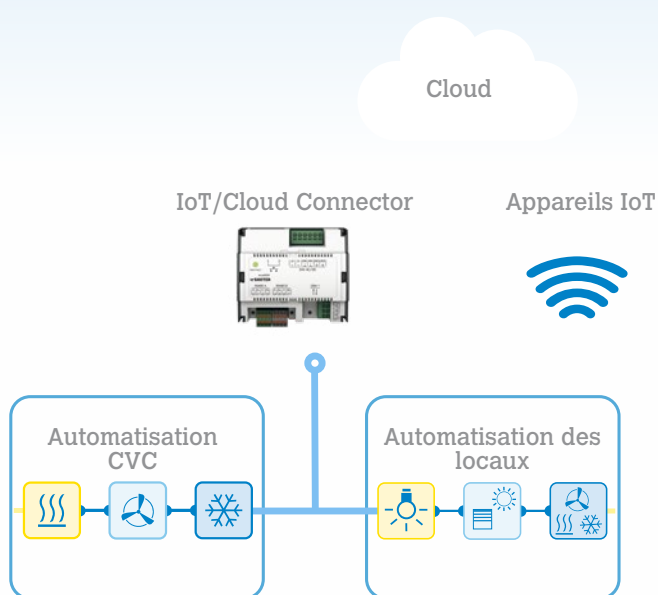 Cloud
IoT/Cloud Connector
Appareils IoT
Automatisation
CVC
Automatisation des
locaux